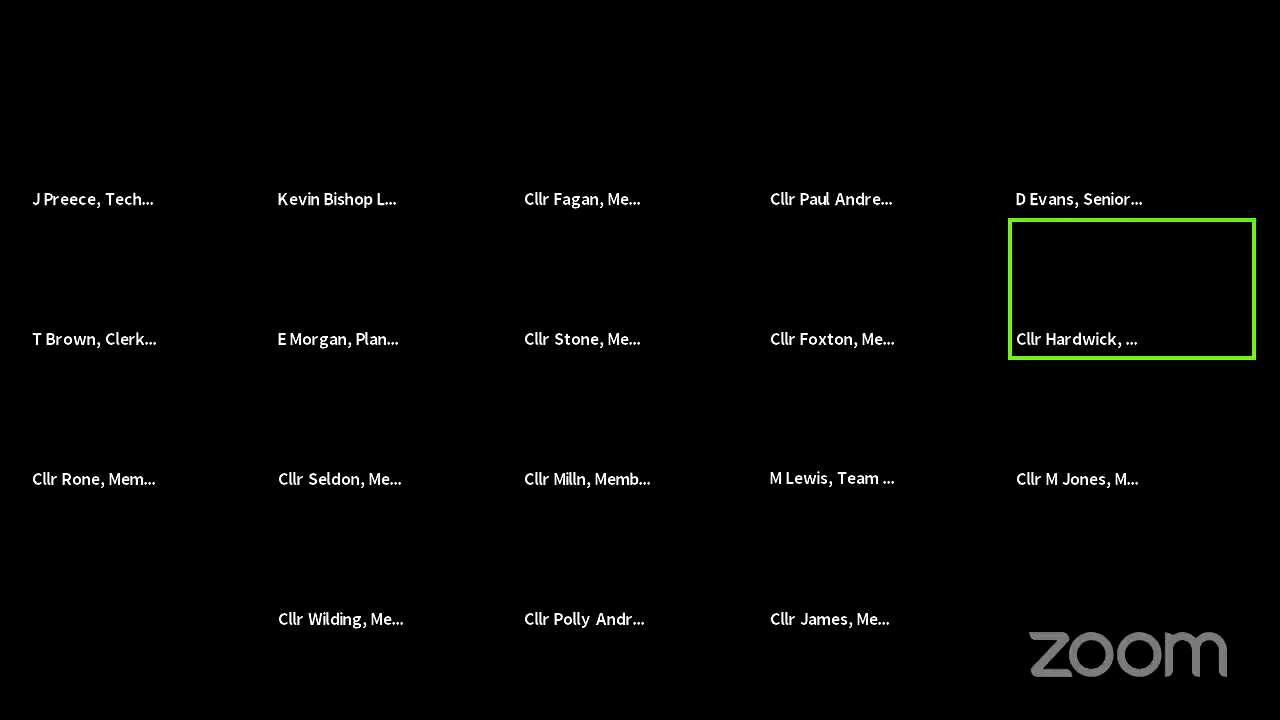 J Preece, Tech...
Kevin Bishop L...
Cllr Fagan, Me...
Cllr Paul Andre...
D Evans, Senior...
T Brown, Clerk...
E Morgan, Plan...
Cllr Stone, Me...
Cllr Foxton, Me...
Cllr Hardwick, ...
Cllr Rone, Mem...
Cllr Seldon, Me...
Cllr Milln, Memb...
M Lewis, Team ...
Cllr M Jones, M...
Cllr Wilding, Me...
Cllr Polly Andr...
Cllr James, Me...
zoom